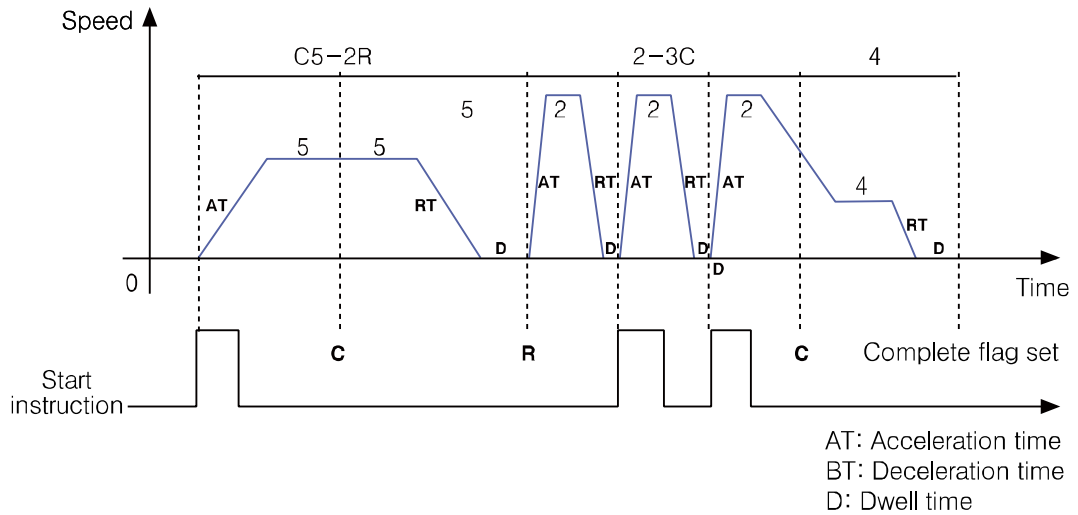 Speed
C5-2R 2-3C 4
5 2 2 2
5 5
4
AT RT AT RT AT RT AT RT
D D D D
D
0 Time
C R C Complete flag set
Start
instruction
AT: Acceleration time
BT: Deceleration time
D: Dwell time